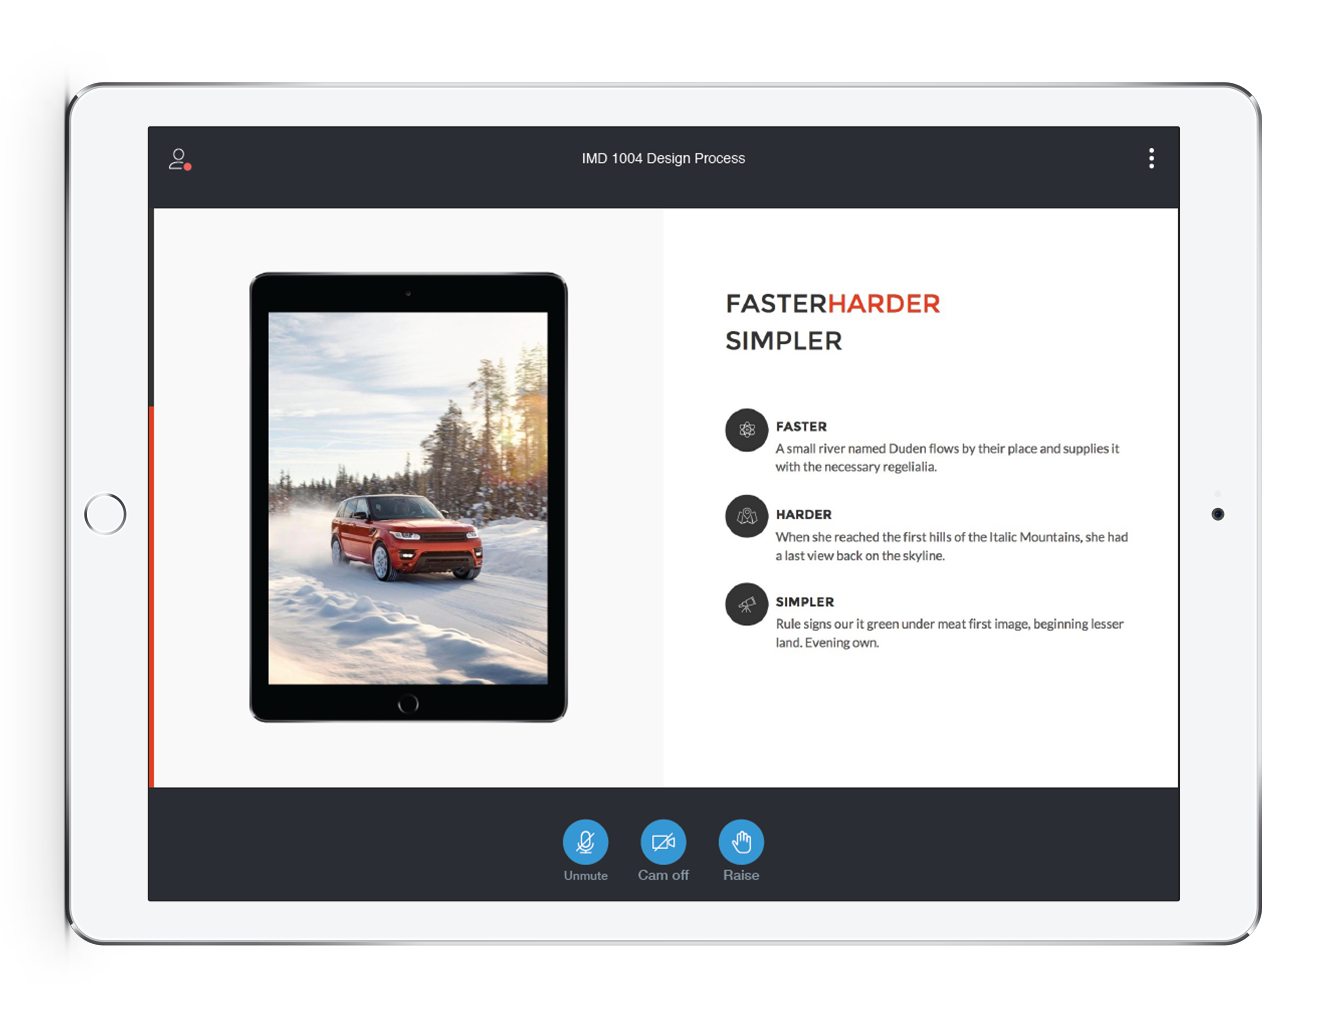 IMD 1004 Design Process
FASTERHARDER
SIMPLER
FASTER
A small river named Duden flows by their place and supplies it
with the necessary regelialia.
HARDER
When she reached the first hills of the Italic Mountains, she had
a last view back on the skyline.
SIMPLER
Rule signs our it green under meat first image, beginning lesser
land. Evening own.
Unmute
Cam off
Raise